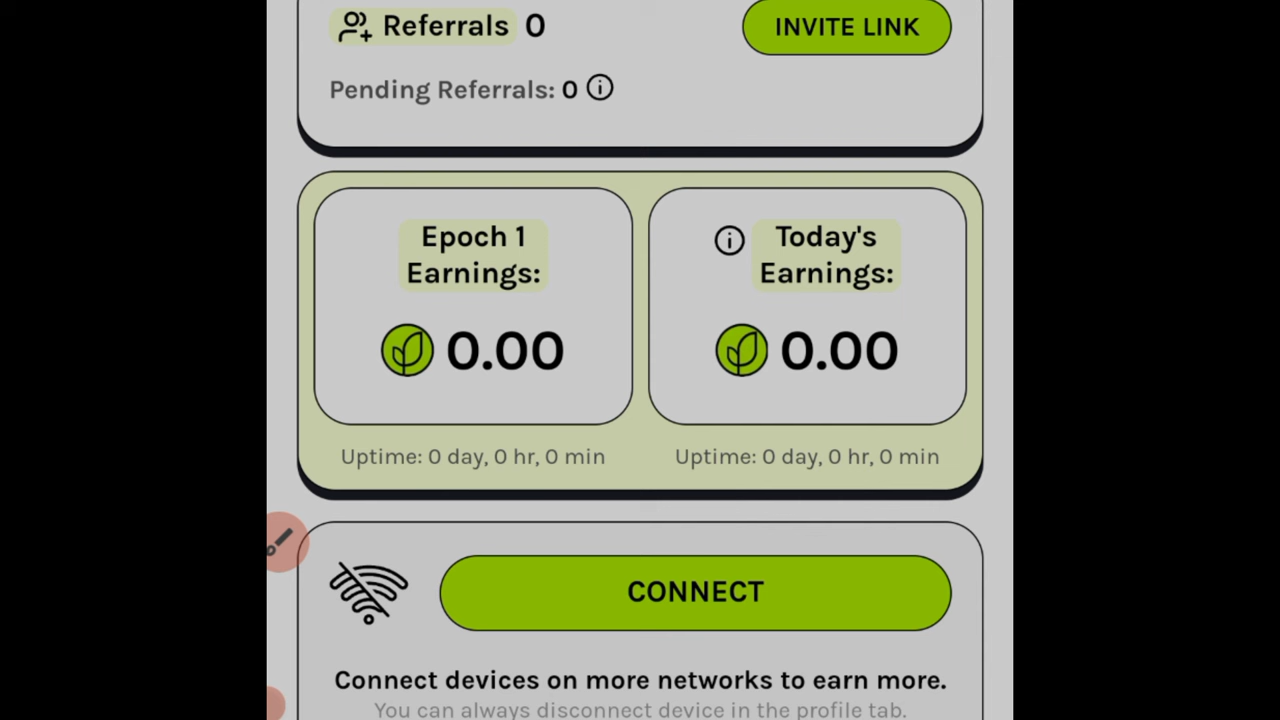 Referrals 0
INVITE LINK
Pending Referrals: 0
Epoch 1
Earnings:
0.00
Uptime: 0 day, 0 hr, 0 min
Today's
Earnings:
0.00
Uptime: 0 day, 0 hr, 0 min
CONNECT
Connect devices on more networks to earn more.
You can always disconnect device in the profile tab.